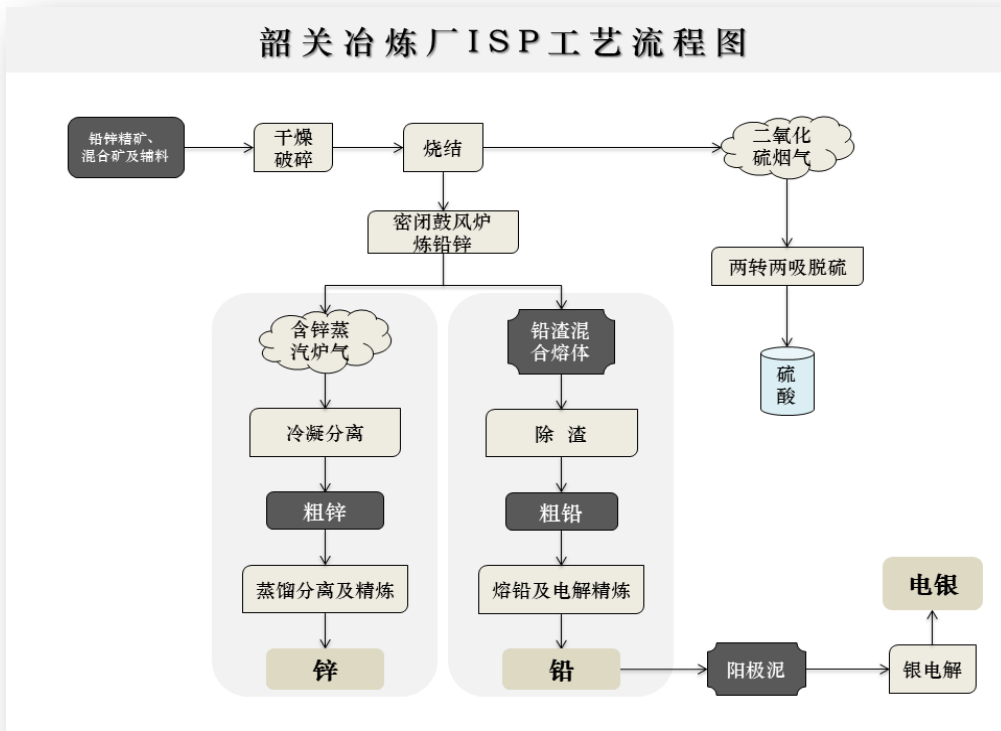 韶关冶炼厂ISP工艺流程图
铅锌精矿、
混合矿及辅料
干燥
破碎
烧结
二氧化
硫烟气
密闭鼓风炉
炼铅锌
两转两吸脱硫
含锌蒸
汽炉气
铅渣混
合熔体
硫
酸
冷凝分离
除 渣
粗锌
粗铅
蒸馏分离及精炼
熔铅及电解精炼
电银
锌
铅
阳极泥
银电解